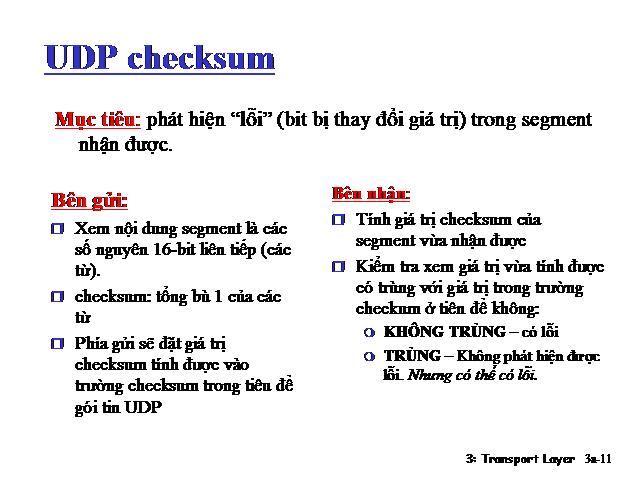 UDP checksum
Mục tiêu: phát hiện “lỗi” (bit bị thay đổi giá trị) trong segment
nhận được.
Bên gửi:
Xem nội dung segment là các
số nguyên 16-bit liên tiếp (các
từ).
checksum: tổng bù 1 của các
từ
Phía gửi sẽ đặt giá trị
checksum tính được vào
trường checksum trong tiêu đề
gói tin UDP
Bên nhận:
Tính giá trị checksum của
segment vừa nhận được
Kiểm tra xem giá trị vừa tính được
có trùng với giá trị trong trường
checkum ở tiên đề không:
KHÔNG TRÙNG – có lỗi
TRÙNG – Không phát hiện được
lỗi. Nhưng có thể có lỗi.
3: Transport Layer 3a-11